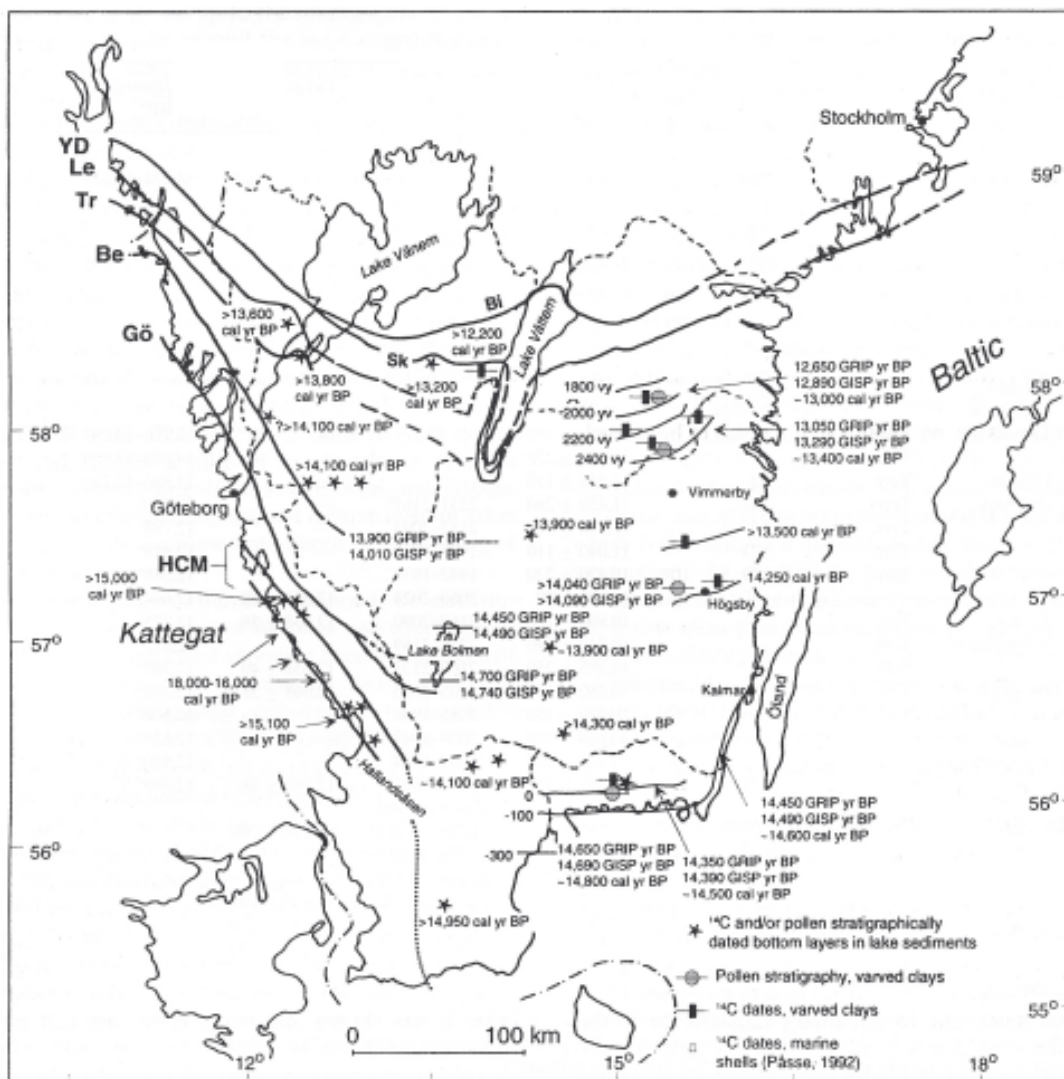 Stockholm
YD
Le
Tr
Be
Gö
59°
Lake Vänern
Bi
Lake Vättern
>13,600
cal yr BP
>12,200
cal yr BP
Sk
>13,800
cal yr BP
>13,200
cal yr BP
?>14,100 cal yr BP
1800 vy
2000 vy
2200 vy
2400 vy
12,650 GRIP yr BP
12,890 GISP yr BP
~13,000 cal yr BP
58°
Baltic
13,050 GRIP yr BP
13,290 GISP yr BP
~13,400 cal yr BP
58°
>14,100 cal yr BP
Göteborg
Vimmerby
~13,900 cal yr BP
>13,500 cal yr BP
13,900 GRIP yr BP
14,010 GISP yr BP
HCM
>15,000
cal yr BP
>14,040 GRIP yr BP
>14,090 GISP yr BP
14,250 cal yr BP
Högsby
57°
57°
Kattegat
14,450 GRIP yr BP
14,490 GISP yr BP
Lake Bolmen
~13,900 cal yr BP
18,000-16,000
cal yr BP
14,700 GRIP yr BP
14,740 GISP yr BP
Kalmar
Öland
>15,100
cal yr BP
>14,300 cal yr BP
Hallandsåsen
~14,100 cal yr BP
0
-100
-300
56°
56°
14,450 GRIP yr BP
14,490 GISP yr BP
~14,600 cal yr BP
14,650 GRIP yr BP
14,690 GISP yr BP
~14,800 cal yr BP
14,350 GRIP yr BP
14,390 GISP yr BP
~14,500 cal yr BP
>14,950 cal yr BP
¹⁴C and/or pollen stratigraphically
dated bottom layers in lake sediments
Pollen stratigraphy, varved clays
¹⁴C dates, varved clays
¹⁴C dates, marine
shells (Påsse, 1992)
55°
0 100 km
12° 15° 18°